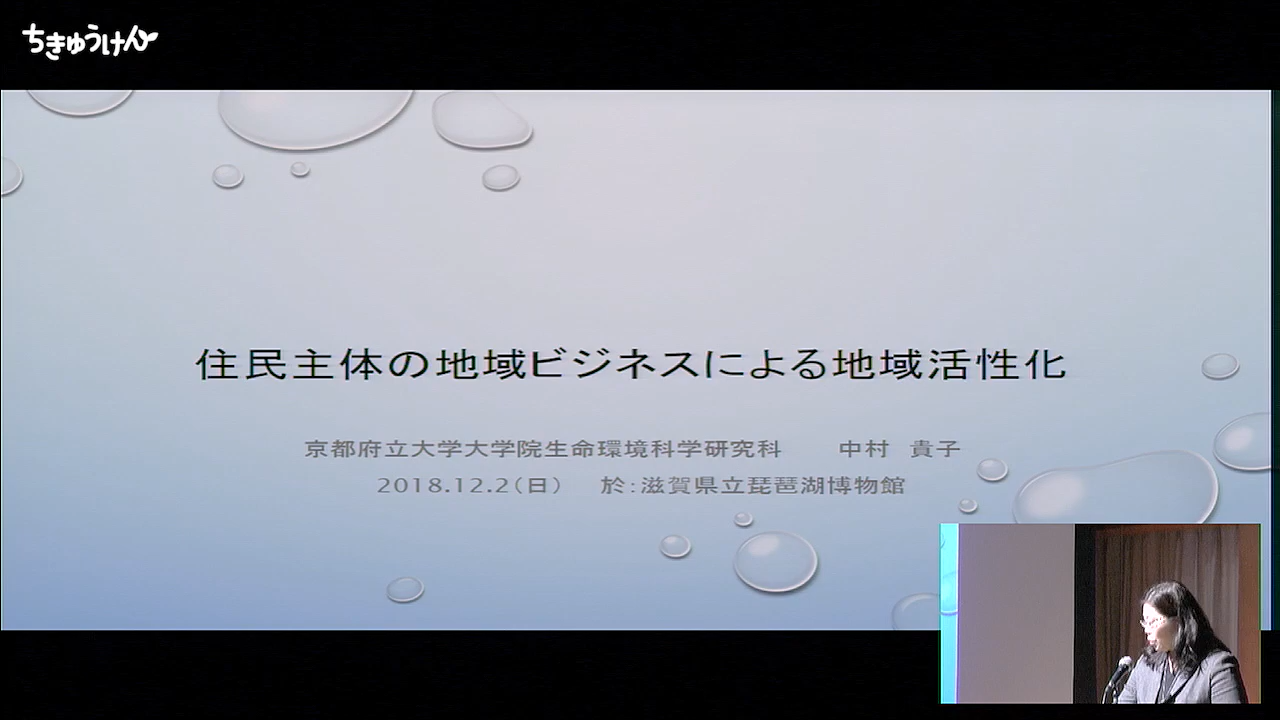 ちきゅうけん
住民主体の地域ビジネスによる地域活性化
京都府立大学大学院生命環境科学研究科　　中村　貴子
2018.12.2(日)　於:滋賀県立琵琶湖博物館